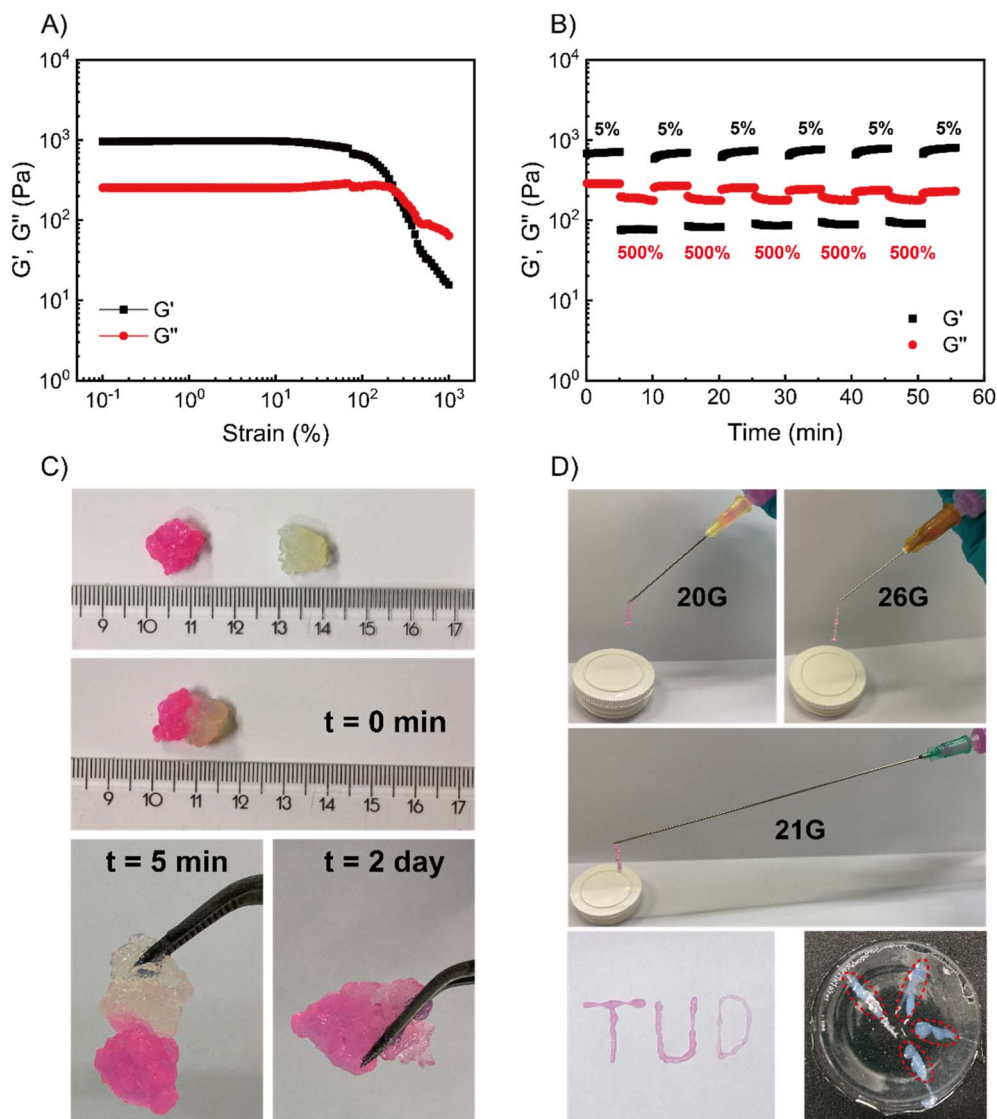 A)
10⁴
10³
10²
10¹
10⁰
G', G" (Pa)
G'
G"
10⁻¹ 10⁰ 10¹ 10² 10³
Strain (%)
B)
10⁴
10³
10²
10¹
10⁰
G', G" (Pa)
5% 5% 5% 5% 5% 5%
500% 500% 500% 500% 500%
G'
G"
0 10 20 30 40 50 60
Time (min)
C)
9 10 11 12 13 14 15 16 17
t = 0 min
9 10 11 12 13 14 15 16 17
t = 5 min
t = 2 day
D)
20G
26G
21G
TUD